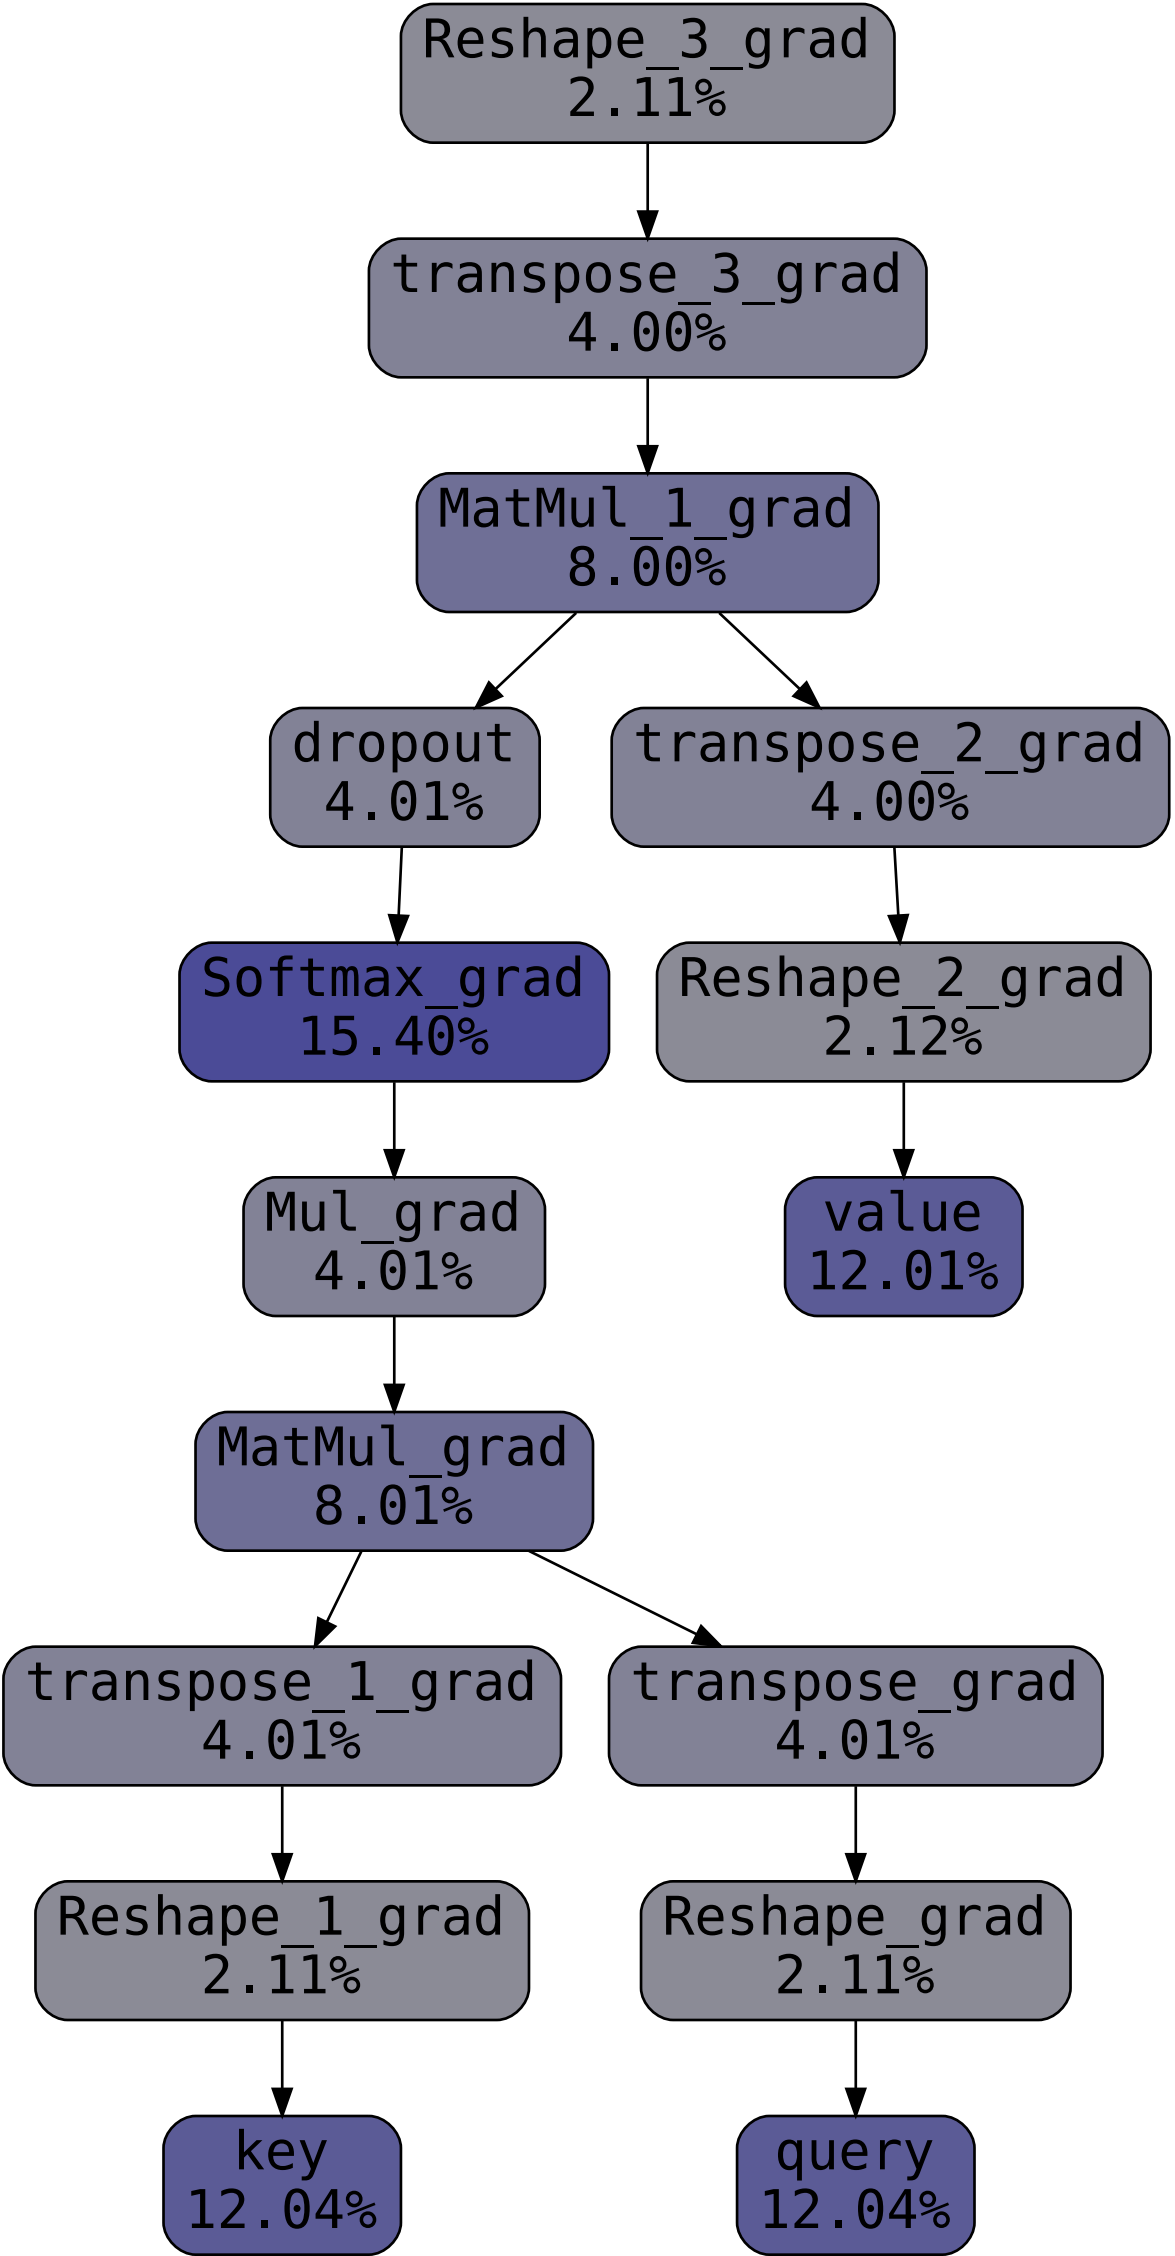 Reshape_3_grad
2.11%
transpose_3_grad
4.00%
MatMul_1_grad
8.00%
dropout
4.01%
transpose_2_grad
4.00%
Softmax_grad
15.40%
Reshape_2_grad
2.12%
Mul_grad
4.01%
value
12.01%
MatMul_grad
8.01%
transpose_1_grad
4.01%
transpose_grad
4.01%
Reshape_1_grad
2.11%
Reshape_grad
2.11%
key
12.04%
query
12.04%